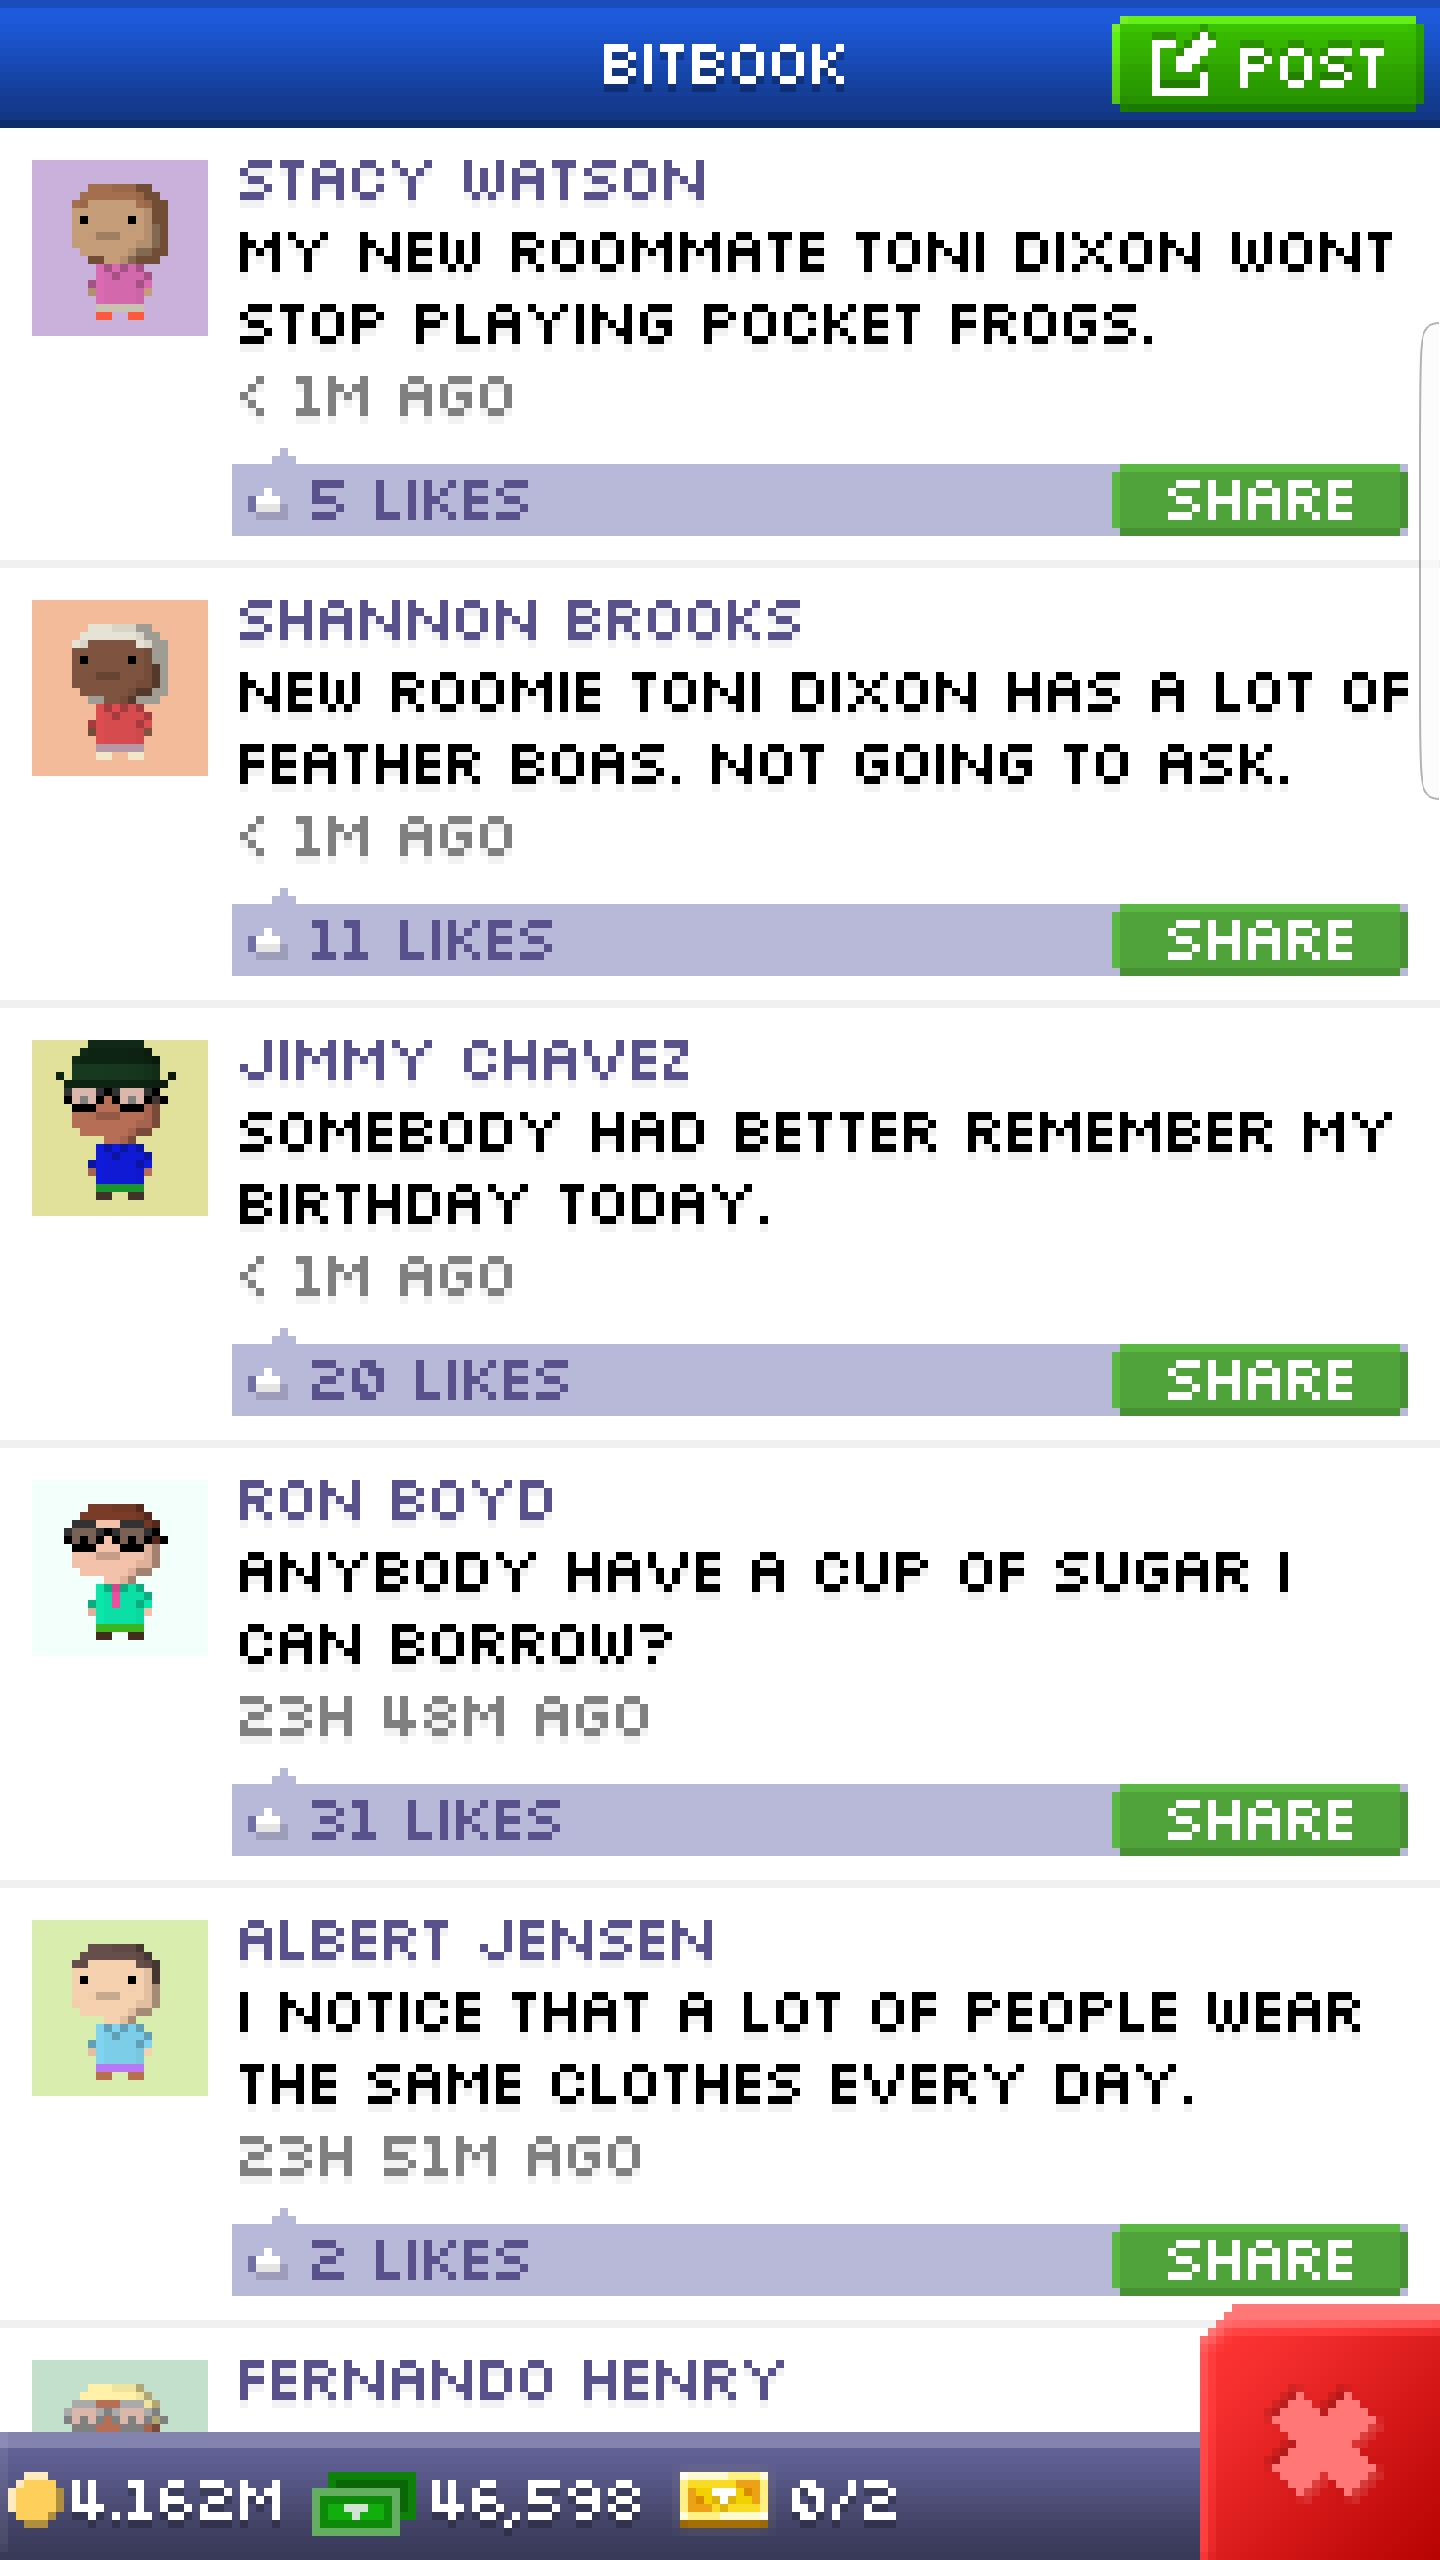 BITBOOK
POST
STACY WATSON
MY NEW ROOMMATE TONI DIXON WONT
STOP PLAYING POCKET FROGS.
< 1M AGO
5 LIKES
SHARE
SHANNON BROOKS
NEW ROOMIE TONI DIXON HAS A LOT OF
FEATHER BOAS. NOT GOING TO ASK.
< 1M AGO
11 LIKES
SHARE
JIMMY CHAVEZ
SOMEBODY HAD BETTER REMEMBER MY
BIRTHDAY TODAY.
< 1M AGO
20 LIKES
SHARE
RON BOYD
ANYBODY HAVE A CUP OF SUGAR I
CAN BORROW?
23H 48M AGO
31 LIKES
SHARE
ALBERT JENSEN
I NOTICE THAT A LOT OF PEOPLE WEAR
THE SAME CLOTHES EVERY DAY.
23H 51M AGO
2 LIKES
SHARE
FERNANDO HENRY
4.162M
46,598
0/2